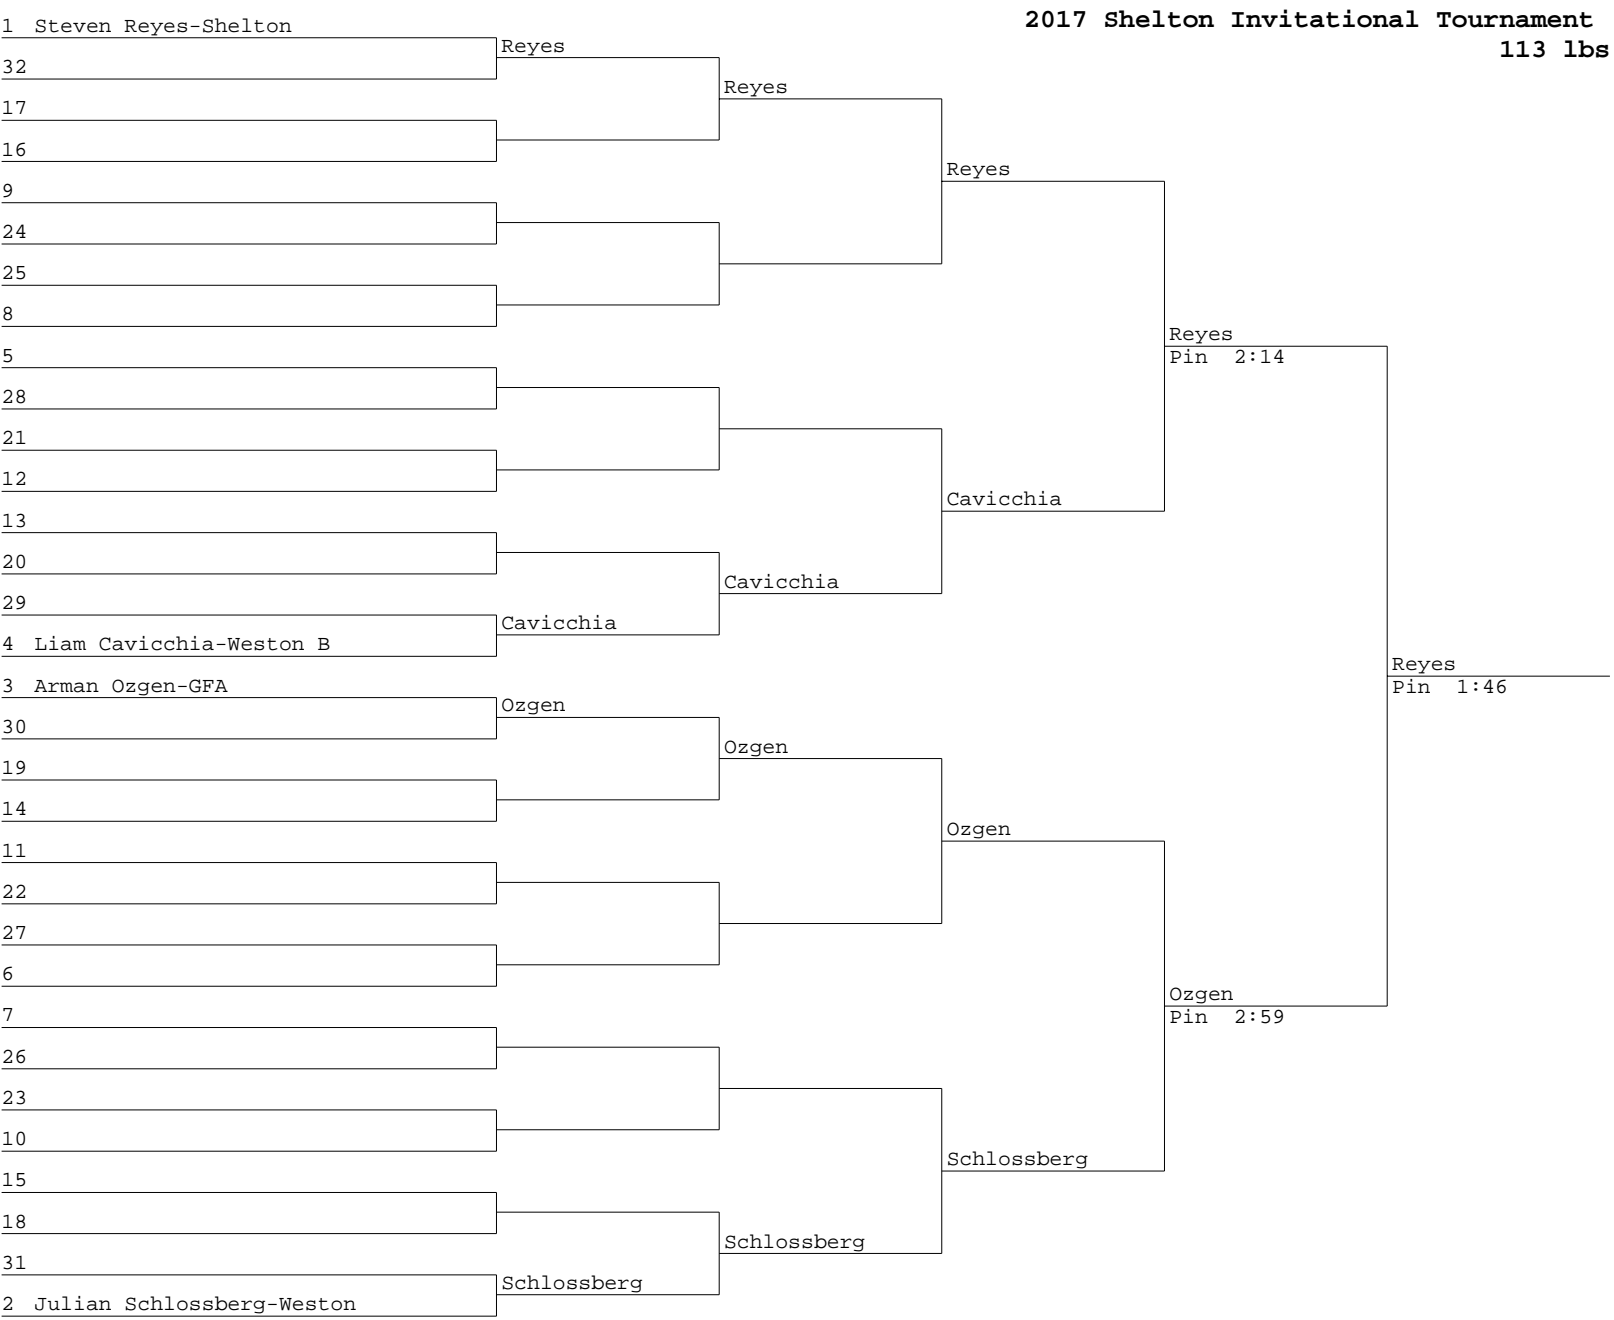 2017 Shelton Invitational Tournament
113 lbs
1 Steven Reyes-Shelton
32
17
16
9
24
25
8
5
28
21
12
13
20
29
4 Liam Cavicchia-Weston B
3 Arman Ozgen-GFA
30
19
14
11
22
27
6
7
26
23
10
15
18
31
2 Julian Schlossberg-Weston
Reyes
Cavicchia
Ozgen
Schlossberg
Reyes
Cavicchia
Ozgen
Schlossberg
Reyes
Cavicchia
Ozgen
Schlossberg
Reyes
Pin 2:14
Ozgen
Pin 2:59
Reyes
Pin 1:46